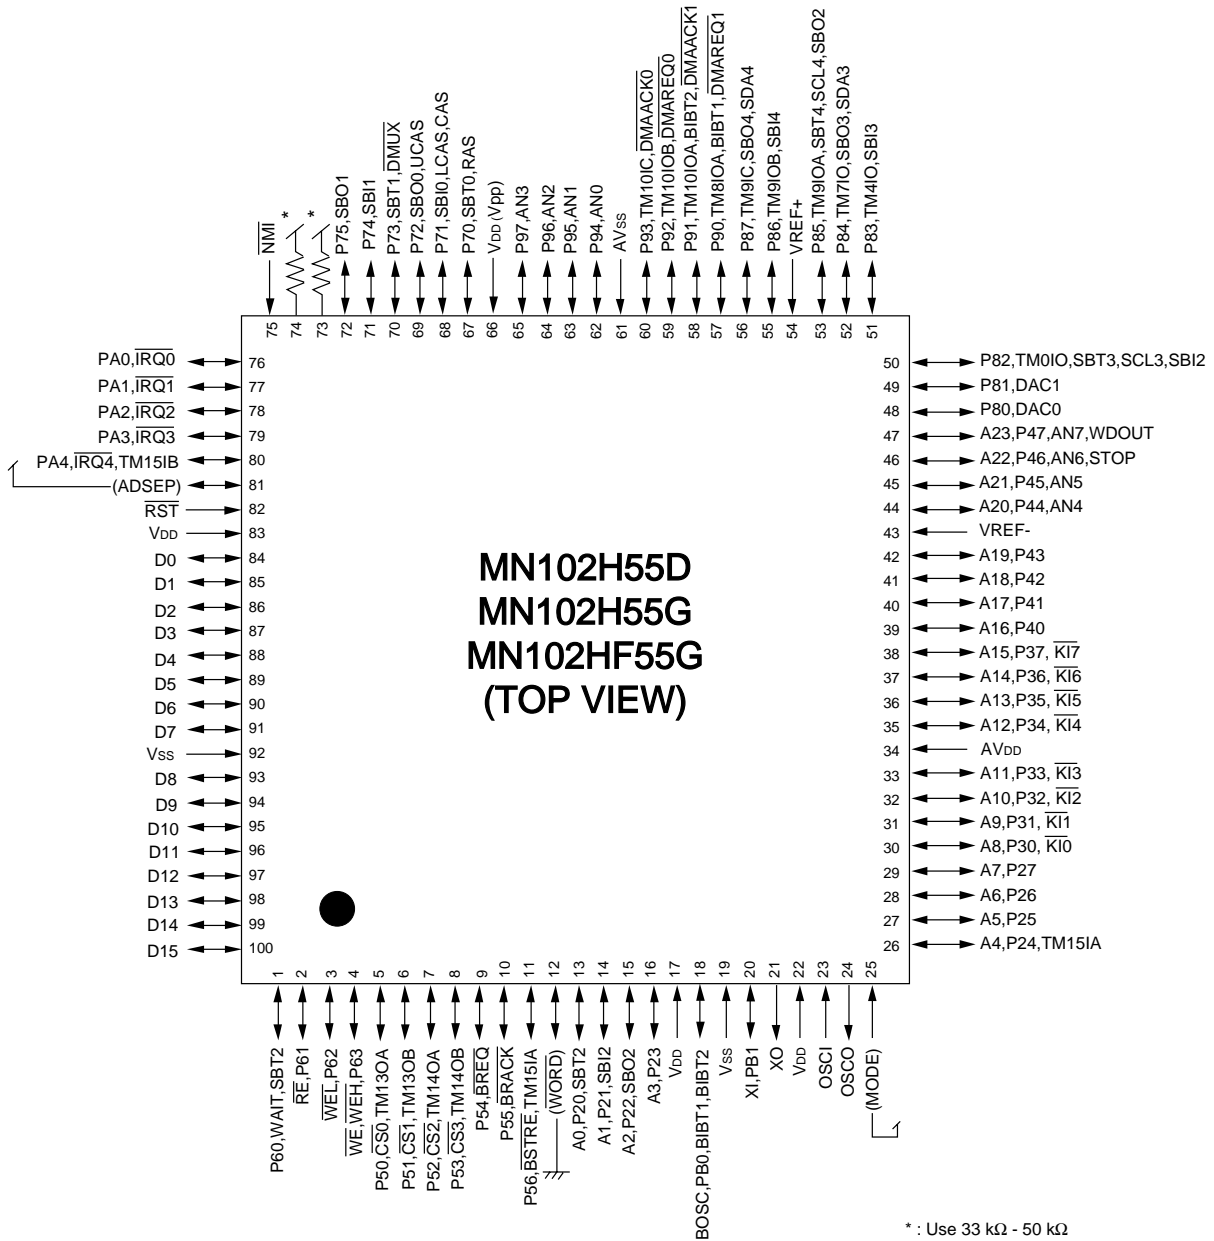 NMI
*
*
P75,SBO1
P74,SBI1
P73,SBT1,DMUX
P72,SBO0,UCAS
P71,SBI0,LCAS,CAS
P70,SBT0,RAS
VDD (Vpp)
P97,AN3
P96,AN2
P95,AN1
P94,AN0
AVss
P93,TM10IC,DMAACK0
P92,TM10IOB,DMAREQ0
P91,TM10IOA,BIBT2,DMAACK1
P90,TM8IOA,BIBT1,DMAREQ1
P87,TM9IC,SBO4,SDA4
P86,TM9IOB,SBI4
VREF+
P85,TM9IOA,SBT4,SCL4,SBO2
P84,TM7IO,SBO3,SDA3
P83,TM4IO,SBI3
75 74 73 72 71 70 69 68 67 66 65 64 63 62 61 60 59 58 57 56 55 54 53 52 51
PA0,IRQ0 76
PA1,IRQ1 77
PA2,IRQ2 78
PA3,IRQ3 79
PA4,IRQ4,TM15IB 80
(ADSEP) 81
RST 82
VDD 83
D0 84
D1 85
D2 86
D3 87
D4 88
D5 89
D6 90
D7 91
Vss 92
D8 93
D9 94
D10 95
D11 96
D12 97
D13 98
D14 99
D15 100
MN102H55D
MN102H55G
MN102HF55G
(TOP VIEW)
50 P82,TM0IO,SBT3,SCL3,SBI2
49 P81,DAC1
48 P80,DAC0
47 A23,P47,AN7,WDOUT
46 A22,P46,AN6,STOP
45 A21,P45,AN5
44 A20,P44,AN4
43 VREF-
42 A19,P43
41 A18,P42
40 A17,P41
39 A16,P40
38 A15,P37, KI7
37 A14,P36, KI6
36 A13,P35, KI5
35 A12,P34, KI4
34 AVDD
33 A11,P33, KI3
32 A10,P32, KI2
31 A9,P31, KI1
30 A8,P30, KI0
29 A7,P27
28 A6,P26
27 A5,P25
26 A4,P24,TM15IA
1 2 3 4 5 6 7 8 9 10 11 12 13 14 15 16 17 18 19 20 21 22 23 24 25
P60,WAIT,SBT2
RE,P61
WEL,P62
WE,WEH,P63
P50,CS0,TM13OA
P51,CS1,TM13OB
P52,CS2,TM14OA
P53,CS3,TM14OB
P54,BREQ
P55,BRACK
P56,BSTRE,TM15IA
(WORD)
A0,P20,SBT2
A1,P21,SBI2
A2,P22,SBO2
A3,P23
VDD
BOSC,PB0,BIBT1,BIBT2
Vss
XI,PB1
XO
VDD
OSCI
OSCO
(MODE)
* : Use 33 kΩ - 50 kΩ